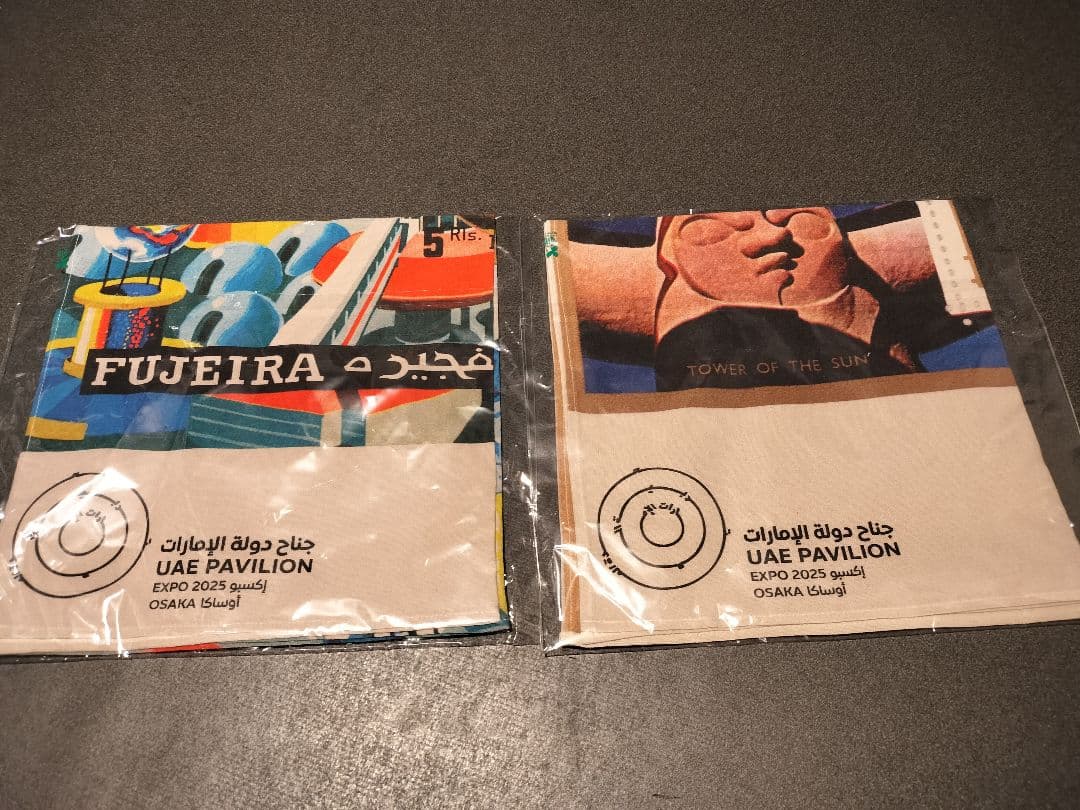 5 Rls.
FUJEIRA فجيره
جناح دولة الإمارات
UAE PAVILION
EXPO 2025 إكسبو
OSAKA أوساكا
TOWER OF THE SUN
جناح دولة الإمارات
UAE PAVILION
EXPO 2025 إكسبو
OSAKA أوساكا